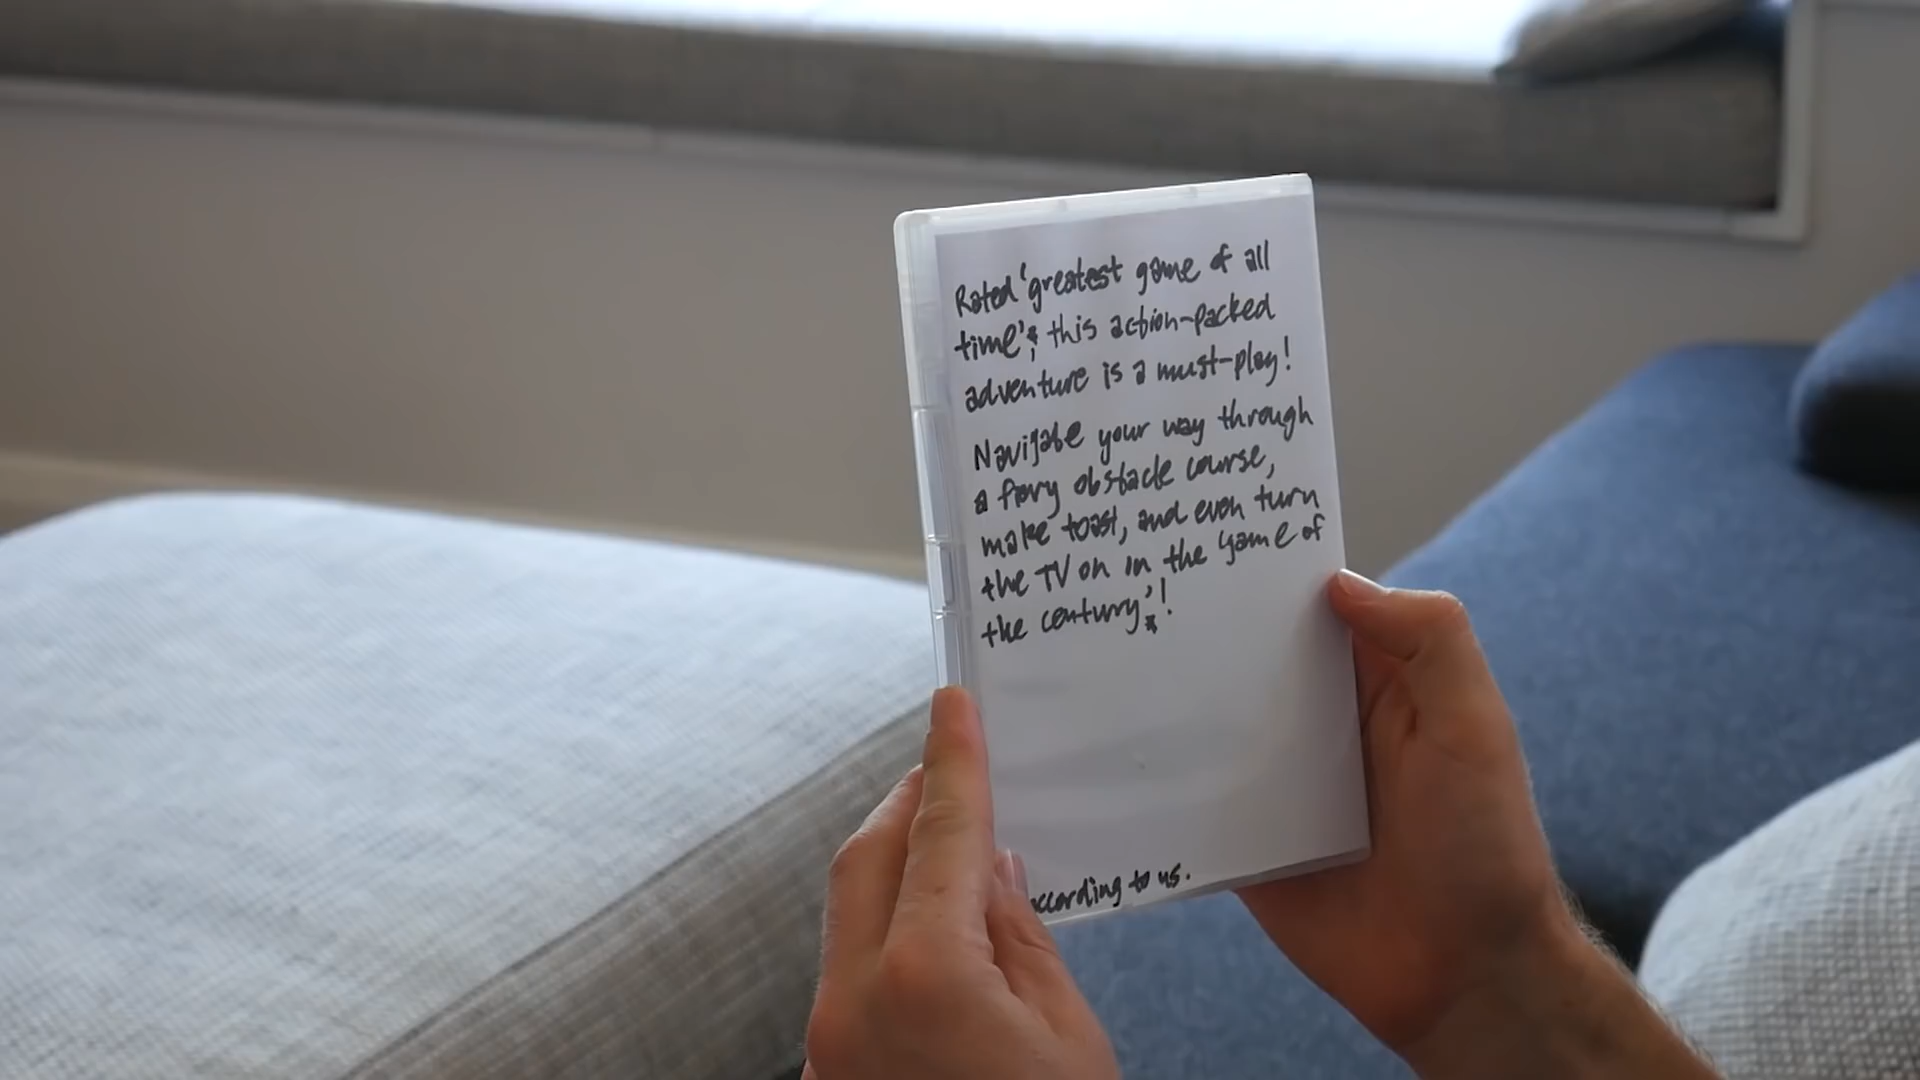 Rated 'greatest game of all
time'*, this action-packed
adventure is a must-play!
Navigate your way through
a fiery obstacle course,
make toast, and even turn
the TV on in the 'game of
the century'*!
according to us.